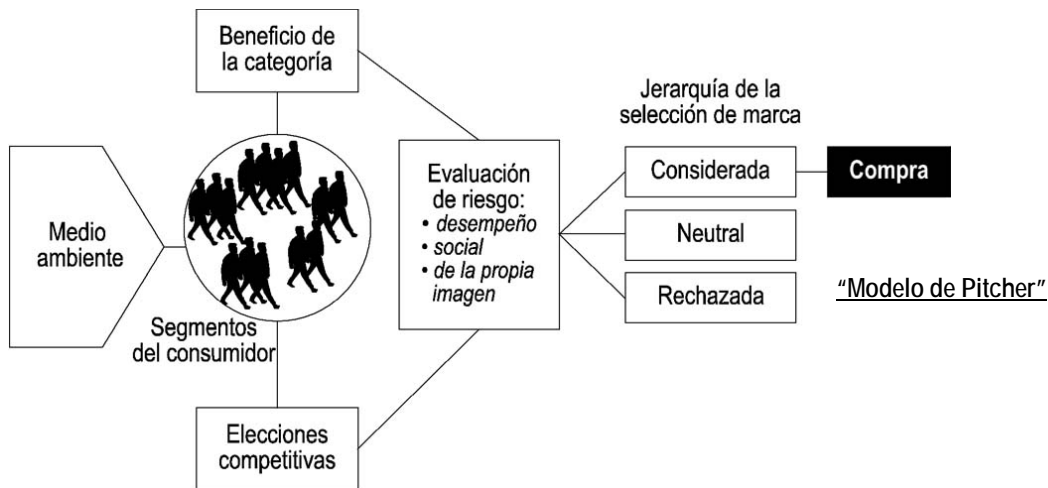 Beneficio de
la categoría
Medio
ambiente
Segmentos
del consumidor
Elecciones
competitivas
Evaluación
de riesgo:
• desempeño
• social
• de la propia
imagen
Jerarquía de la
selección de marca
Considerada
Compra
Neutral
Rechazada
“Modelo de Pitcher”